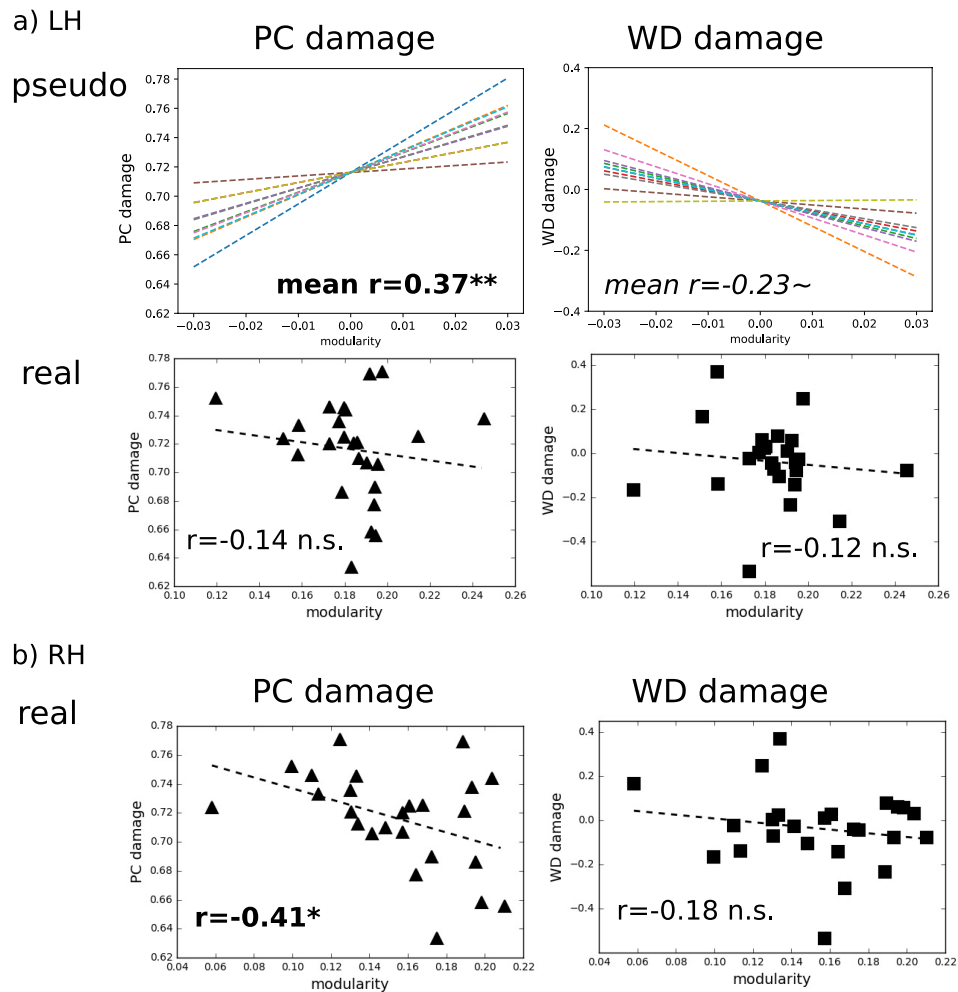 a) LH
PC damage
WD damage
pseudo
0.78
0.76
0.74
0.72
0.70
0.68
0.66
0.64
0.62
PC damage
mean r=0.37**
−0.03 −0.02 −0.01 0.00 0.01 0.02 0.03
modularity
0.4
0.2
0.0
−0.2
−0.4
WD damage
mean r=-0.23~
−0.03 −0.02 −0.01 0.00 0.01 0.02 0.03
modularity
real
0.78
0.76
0.74
0.72
0.70
0.68
0.66
0.64
0.62
PC damage
r=-0.14 n.s.
0.10 0.12 0.14 0.16 0.18 0.20 0.22 0.24 0.26
modularity
0.4
0.2
0.0
−0.2
−0.4
WD damage
r=-0.12 n.s.
0.10 0.12 0.14 0.16 0.18 0.20 0.22 0.24 0.26
modularity
b) RH
PC damage
WD damage
real
0.78
0.76
0.74
0.72
0.70
0.68
0.66
0.64
0.62
PC damage
r=-0.41*
0.04 0.06 0.08 0.10 0.12 0.14 0.16 0.18 0.20 0.22
modularity
0.4
0.2
0.0
−0.2
−0.4
WD damage
r=-0.18 n.s.
0.04 0.06 0.08 0.10 0.12 0.14 0.16 0.18 0.20 0.22
modularity